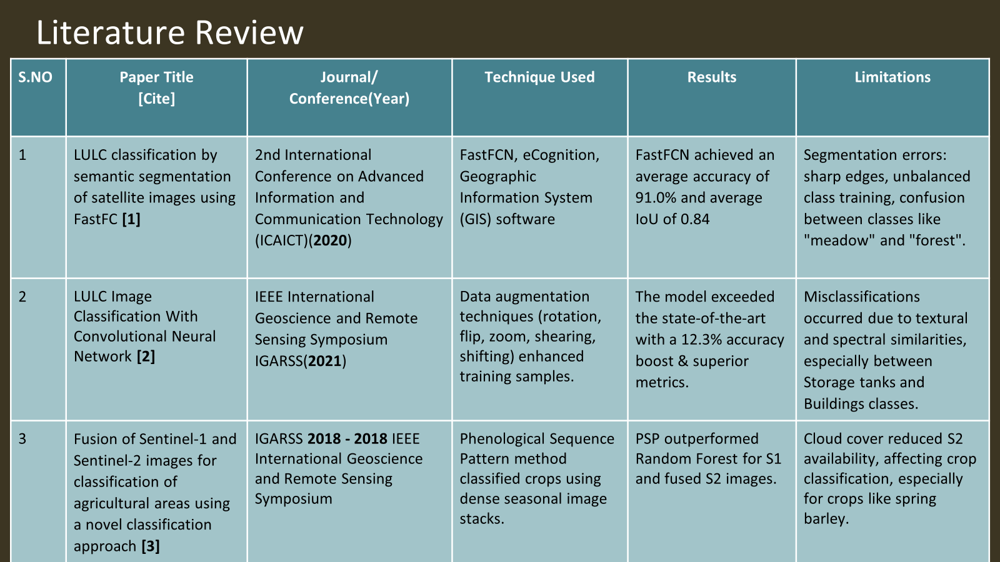 Literature Review
S.NO
Paper Title
[Cite]
Journal/
Conference(Year)
Technique Used
Results
Limitations
1
LULC classification by
semantic segmentation
of satellite images using
FastFC [1]
2nd International
Conference on Advanced
Information and
Communication Technology
(ICAICT)(2020)
FastFCN, eCognition,
Geographic
Information System
(GIS) software
FastFCN achieved an
average accuracy of
91.0% and average
IoU of 0.84
Segmentation errors:
sharp edges, unbalanced
class training, confusion
between classes like
"meadow" and "forest".
2
LULC Image
Classification With
Convolutional Neural
Network [2]
IEEE International
Geoscience and Remote
Sensing Symposium
IGARSS(2021)
Data augmentation
techniques (rotation,
flip, zoom, shearing,
shifting) enhanced
training samples.
The model exceeded
the state-of-the-art
with a 12.3% accuracy
boost & superior
metrics.
Misclassifications
occurred due to textural
and spectral similarities,
especially between
Storage tanks and
Buildings classes.
3
Fusion of Sentinel-1 and
Sentinel-2 images for
classification of
agricultural areas using
a novel classification
approach [3]
IGARSS 2018 - 2018 IEEE
International Geoscience
and Remote Sensing
Symposium
Phenological Sequence
Pattern method
classified crops using
dense seasonal image
stacks.
PSP outperformed
Random Forest for S1
and fused S2 images.
Cloud cover reduced S2
availability, affecting crop
classification, especially
for crops like spring
barley.